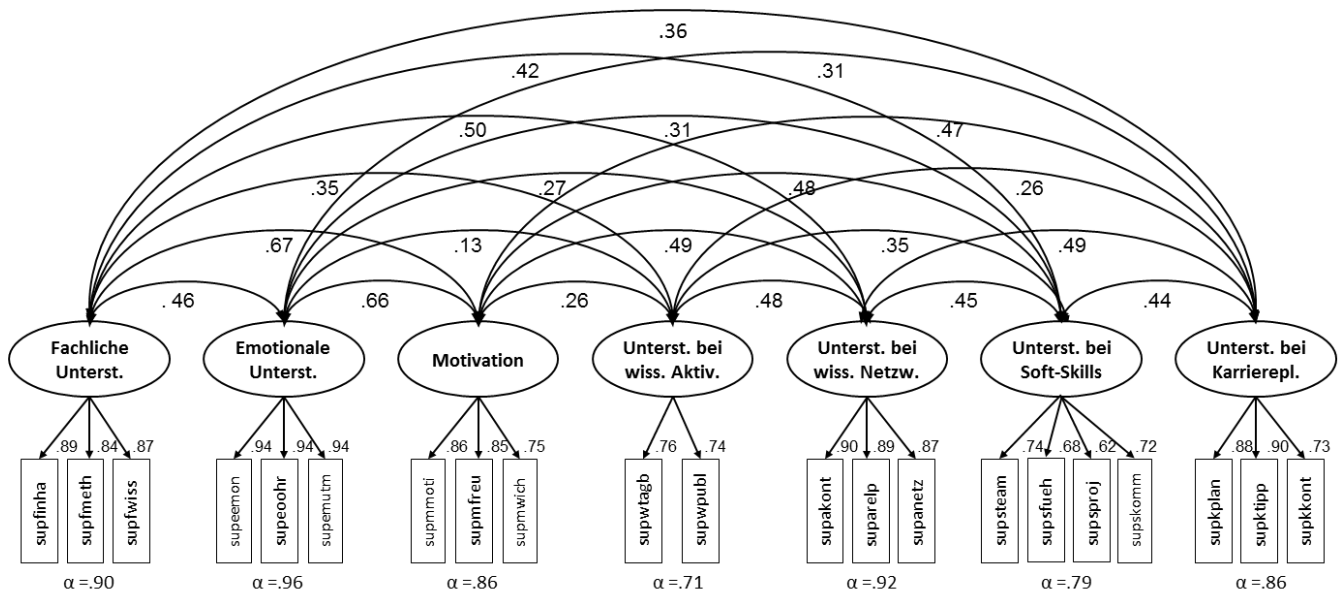 .36
.42
.31
.50
.31
.47
.35
.27
.48
.26
.67
.13
.49
.35
.49
.46
.66
.26
.48
.45
.44
Fachliche
Unterst.
Emotionale
Unterst.
Motivation
Unterst. bei
wiss. Aktiv.
Unterst. bei
wiss. Netzw.
Unterst. bei
Soft-Skills
Unterst. bei
Karrierepl.
.89 .84 .87
.94 .94 .94
.86 .85 .75
.76 .74
.90 .89 .87
.74 .68 .62 .72
.88 .90 .73
supfinha
supfmeth
supfwiss
supeemon
supeoohr
supemutm
supmmoti
supmfreu
supmwich
supwtagb
supwpubl
supakont
suparelp
supanetz
supsteam
supsfueh
supsproj
supskomm
supkplan
supktipp
supkkont
α =.90
α =.96
α =.86
α =.71
α =.92
α =.79
α =.86